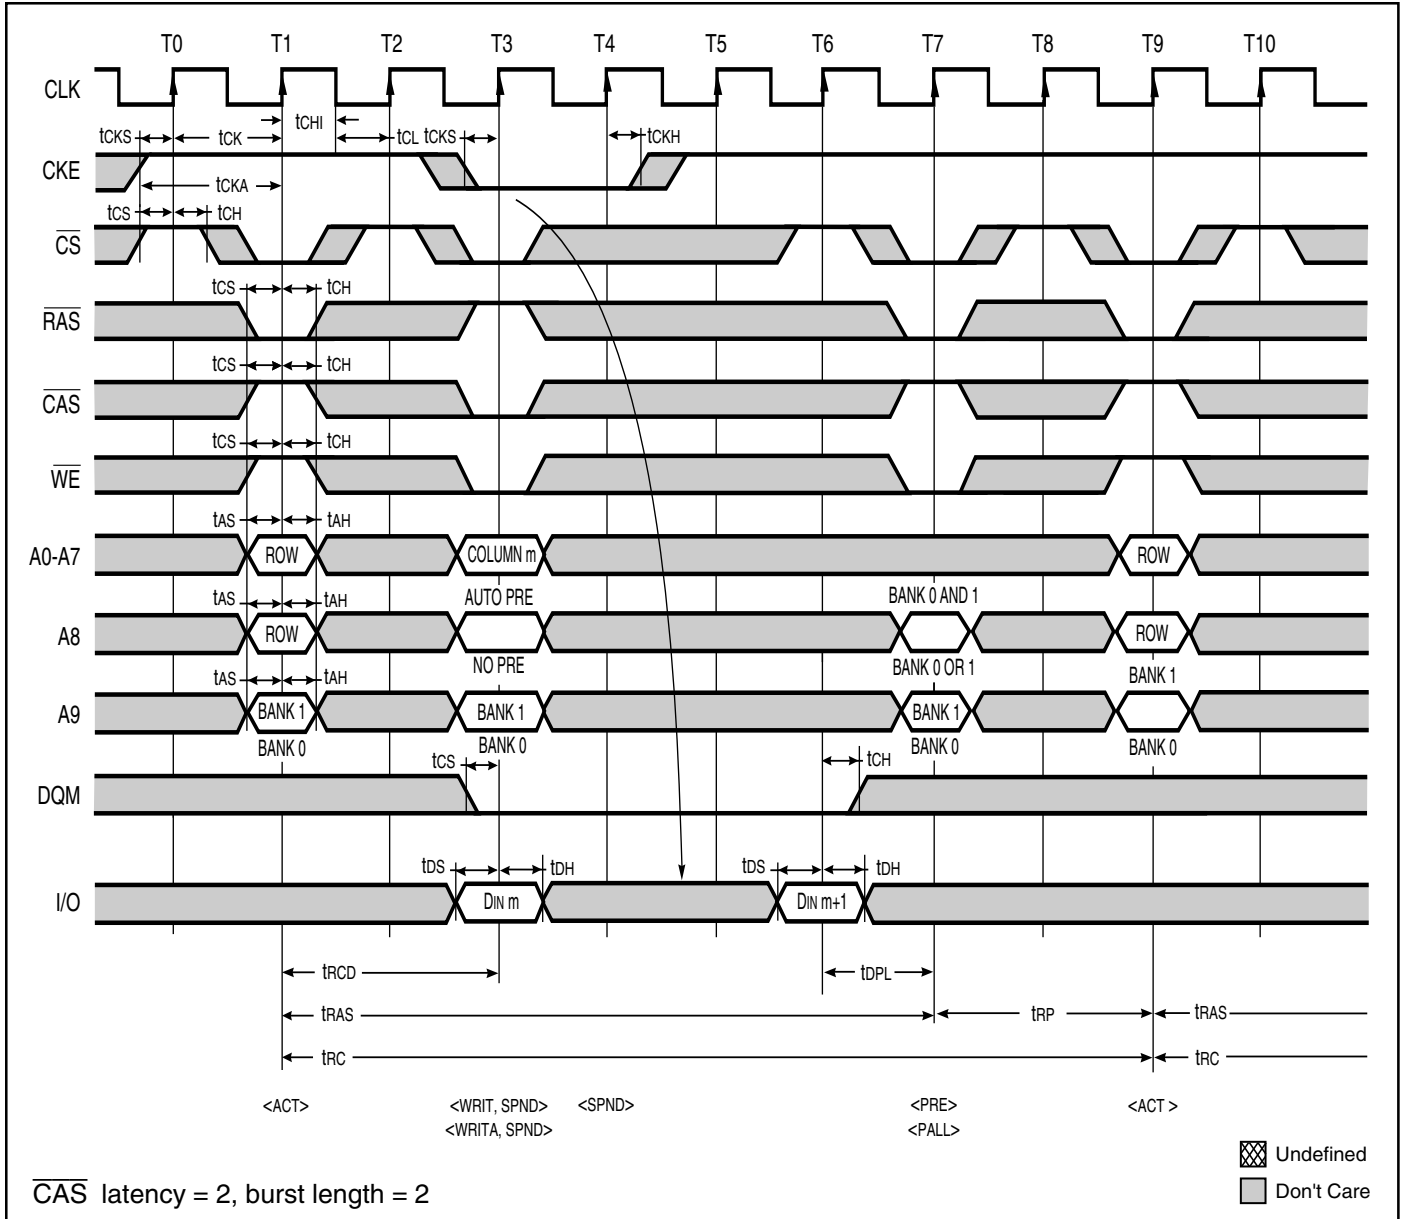 T0 T1 T2 T3 T4 T5 T6 T7 T8 T9 T10
CLK
tCHI
tCKS tCK tCL tCKS tCKH
CKE
tCKA
tCS tCH
CS
tCS tCH
RAS
tCS tCH
CAS
tCS tCH
WE
tAS tAH
A0-A7 ROW COLUMN m ROW
tAS tAH AUTO PRE BANK 0 AND 1
A8 ROW ROW
NO PRE BANK 0 OR 1 BANK 1
tAS tAH
A9 BANK 1 BANK 1 BANK 1
BANK 0 BANK 0 BANK 0 BANK 0
tCS tCH
DQM
tDS tDH tDS tDH
I/O DIN m DIN m+1
tRCD tDPL
tRAS tRP tRAS
tRC tRC
<ACT> <WRIT, SPND> <SPND> <PRE> <ACT >
<WRITA, SPND> <PALL>
Undefined
Don't Care
CAS latency = 2, burst length = 2